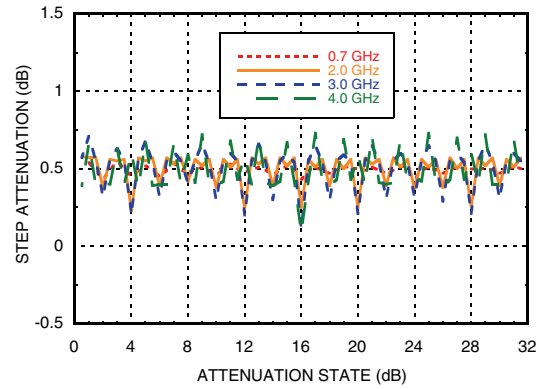 STEP ATTENUATION (dB)
1.5
1
0.5
0
-0.5
0.7 GHz
2.0 GHz
3.0 GHz
4.0 GHz
0 4 8 12 16 20 24 28 32
ATTENUATION STATE (dB)